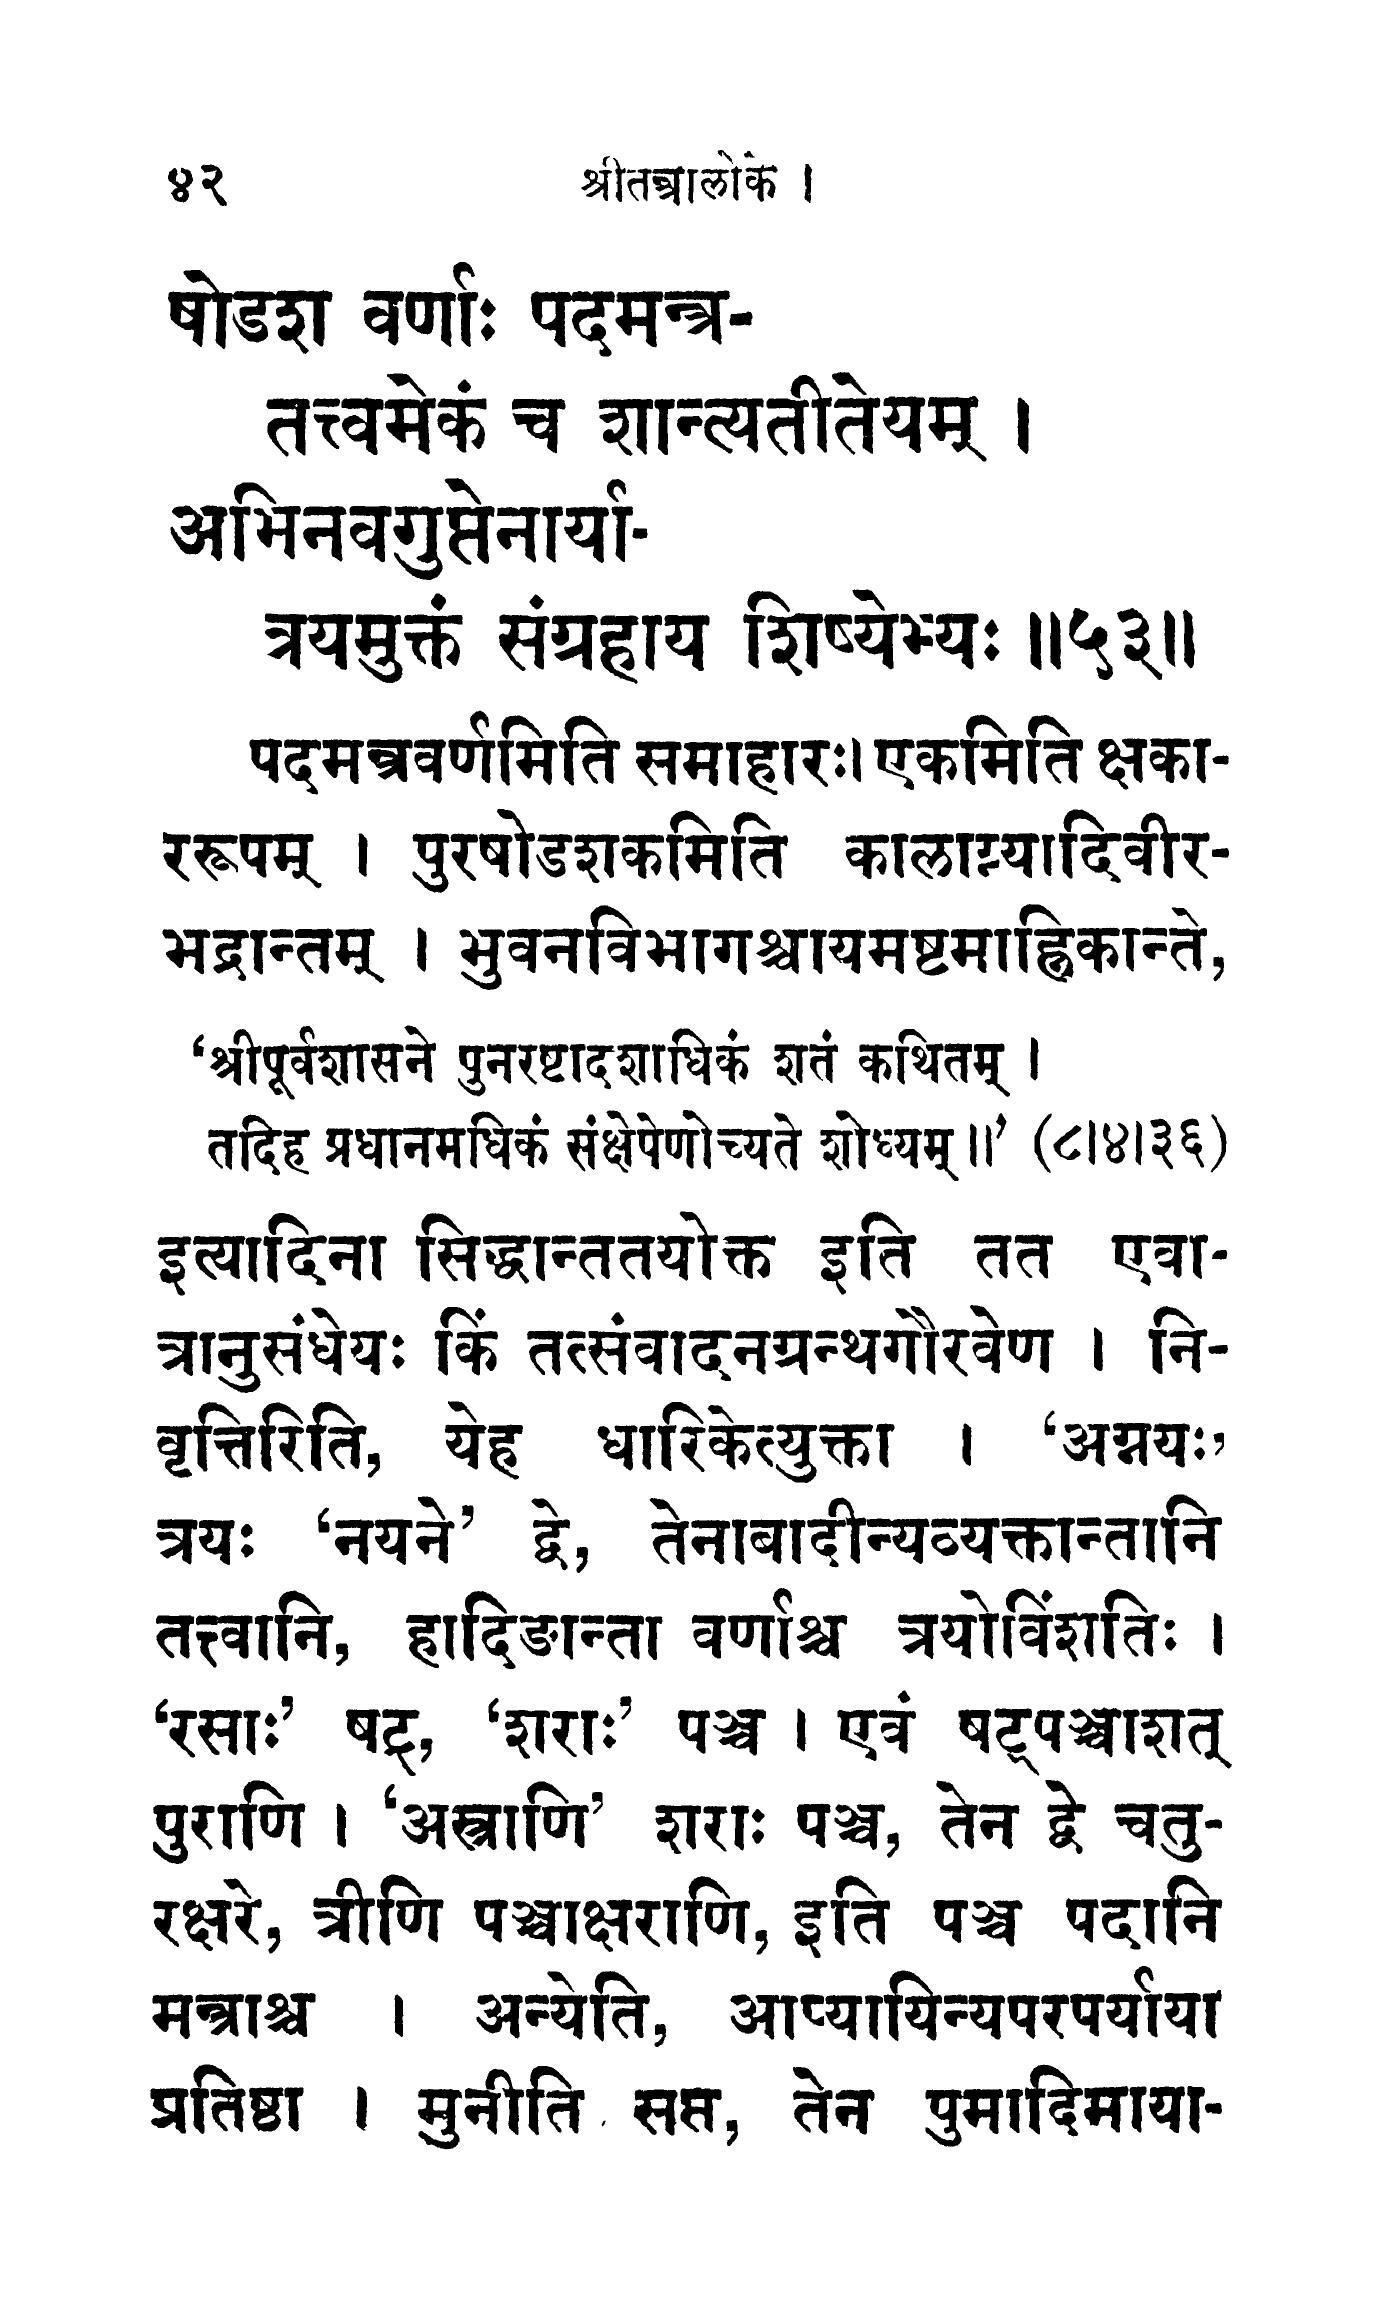 ४२ श्रीतन्त्रालोके ।
षोडश वर्णाः पदमन्त्र-
तत्त्वमेकं च शान्त्यतीतेयम् ।
अभिनवगुप्तेनार्या-
त्रयमुक्तं संग्रहाय शिष्येभ्यः ॥५३॥
पदमन्त्रवर्णमिति समाहारः। एकमिति क्षका-
ररूपम् । पुरषोडशकमिति कालाग्न्यादिवीर-
भद्रान्तम् । भुवनविभागश्चायमष्टमाह्निकान्ते,
‘श्रीपूर्वशासने पुनरष्टादशाधिकं शतं कथितम् ।
तदिह प्रधानमधिकं संक्षेपेणोच्यते शोध्यम्॥’ (८।४।३६)
इत्यादिना सिद्धान्ततयोक्त इति तत एवा-
त्रानुसंधेयः किं तत्संवादनग्रन्थगौरवेण । नि-
वृत्तिरिति, येह धारिकेत्युक्ता । ‘अग्नयः’
त्रयः ‘नयने’ द्वे, तेनाबादीन्यव्यक्तान्तानि
तत्त्वानि, हादिङान्ता वर्णाश्च त्रयोविंशतिः ।
‘रसाः’ षट्, ‘शराः’ पञ्च । एवं षट्पञ्चाशत्
पुराणि । ‘अस्त्राणि’ शराः पञ्च, तेन द्वे चतु-
रक्षरे, त्रीणि पञ्चाक्षराणि, इति पञ्च पदानि
मन्त्राश्च । अन्येति, आप्यायिन्यपरपर्याया
प्रतिष्ठा । मुनीति सप्त, तेन पुमादिमाया-